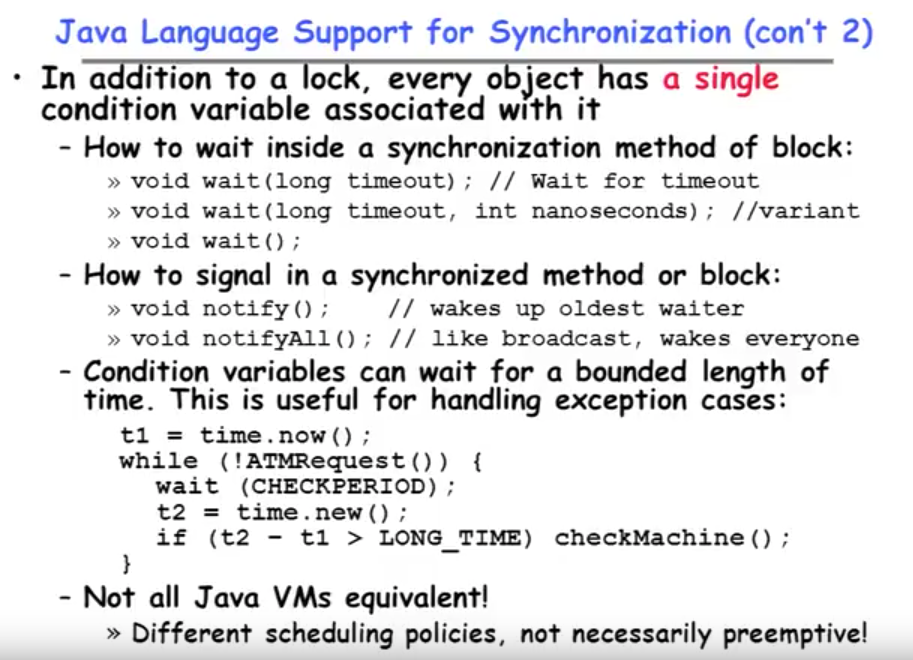 Java Language Support for Synchronization (con't 2)
• In addition to a lock, every object has a single
condition variable associated with it
– How to wait inside a synchronization method of block:
» void wait(long timeout); // Wait for timeout
» void wait(long timeout, int nanoseconds); //variant
» void wait();
– How to signal in a synchronized method or block:
» void notify(); // wakes up oldest waiter
» void notifyAll(); // like broadcast, wakes everyone
– Condition variables can wait for a bounded length of
time. This is useful for handling exception cases:
t1 = time.now();
while (!ATMRequest()) {
wait (CHECKPERIOD);
t2 = time.new();
if (t2 - t1 > LONG_TIME) checkMachine();
}
– Not all Java VMs equivalent!
» Different scheduling policies, not necessarily preemptive!